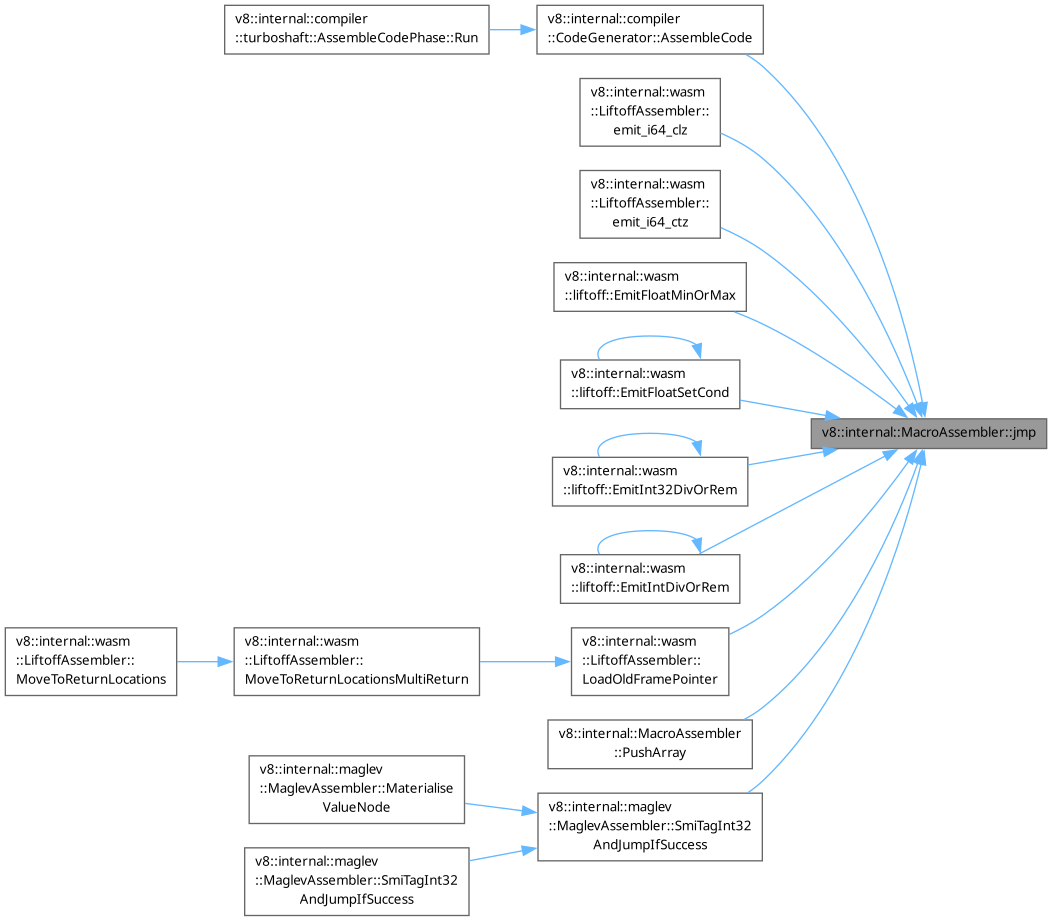 v8::internal::compiler
::turboshaft::AssembleCodePhase::Run
v8::internal::compiler
::CodeGenerator::AssembleCode
v8::internal::wasm
::LiftoffAssembler::
emit_i64_clz
v8::internal::wasm
::LiftoffAssembler::
emit_i64_ctz
v8::internal::wasm
::liftoff::EmitFloatMinOrMax
v8::internal::wasm
::liftoff::EmitFloatSetCond
v8::internal::MacroAssembler::jmp
v8::internal::wasm
::liftoff::EmitInt32DivOrRem
v8::internal::wasm
::liftoff::EmitIntDivOrRem
v8::internal::wasm
::LiftoffAssembler::
MoveToReturnLocations
v8::internal::wasm
::LiftoffAssembler::
MoveToReturnLocationsMultiReturn
v8::internal::wasm
::LiftoffAssembler::
LoadOldFramePointer
v8::internal::MacroAssembler
::PushArray
v8::internal::maglev
::MaglevAssembler::Materialise
ValueNode
v8::internal::maglev
::MaglevAssembler::SmiTagInt32
AndJumpIfSuccess
v8::internal::maglev
::MaglevAssembler::SmiTagInt32
AndJumpIfSuccess